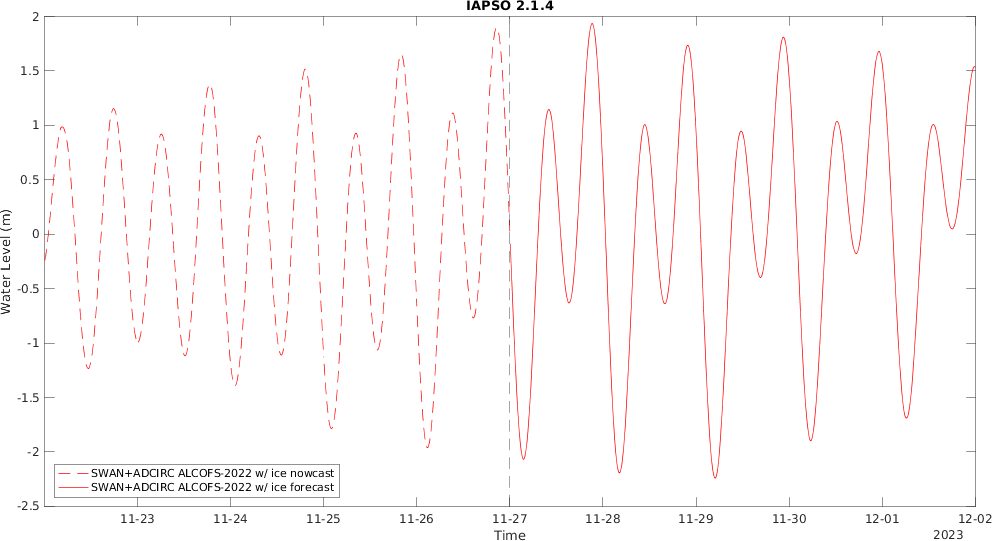 IAPSO 2.1.4
2
1.5
1
0.5
0
-0.5
-1
-1.5
-2
-2.5
Water Level (m)
SWAN+ADCIRC ALCOFS-2022 w/ ice nowcast
SWAN+ADCIRC ALCOFS-2022 w/ ice forecast
11-23 11-24 11-25 11-26 11-27 11-28 11-29 11-30 12-01 12-02
Time
2023